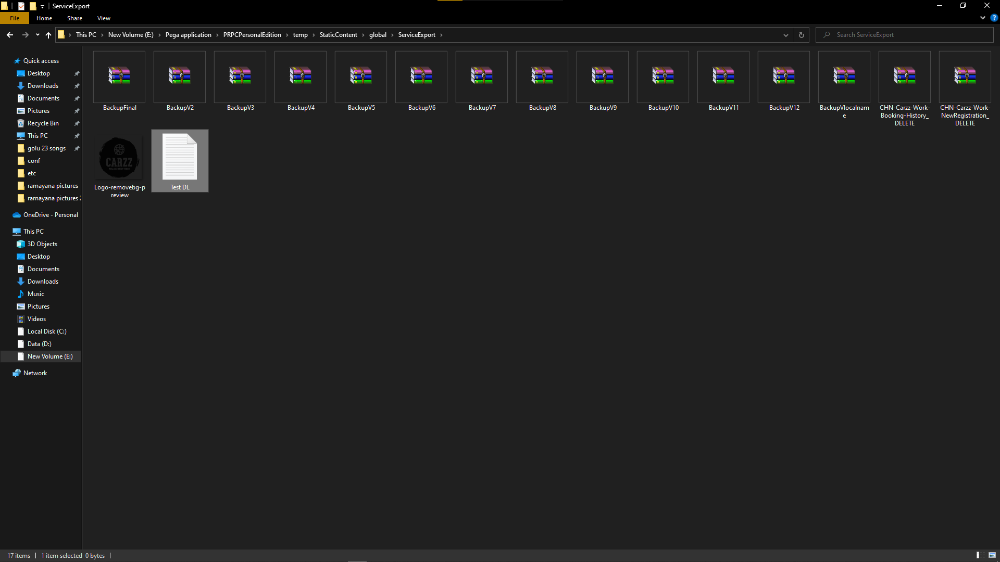 ServiceExport
File Home Share View
This PC New Volume (E:) Pega application PRPCPersonalEdition temp StaticContent global ServiceExport
Search ServiceExport
Quick access
Desktop
Downloads
Documents
Pictures
Recycle Bin
This PC
golu 23 songs
conf
etc
ramayana pictures
ramayana pictures 2
OneDrive - Personal
This PC
3D Objects
Desktop
Documents
Downloads
Music
Pictures
Videos
Local Disk (C:)
Data (D:)
New Volume (E:)
Network
BackupFinal
BackupV2
BackupV3
BackupV4
BackupV5
BackupV6
BackupV7
BackupV8
BackupV9
BackupV10
BackupV11
BackupV12
BackupVlocalnam
e
CHN-Carzz-Work-
Booking-History_
DELETE
CHN-Carzz-Work-
NewRegistration_
DELETE
CARZZ
Logo-removebg-p
review
Test DL
17 items 1 item selected 0 bytes